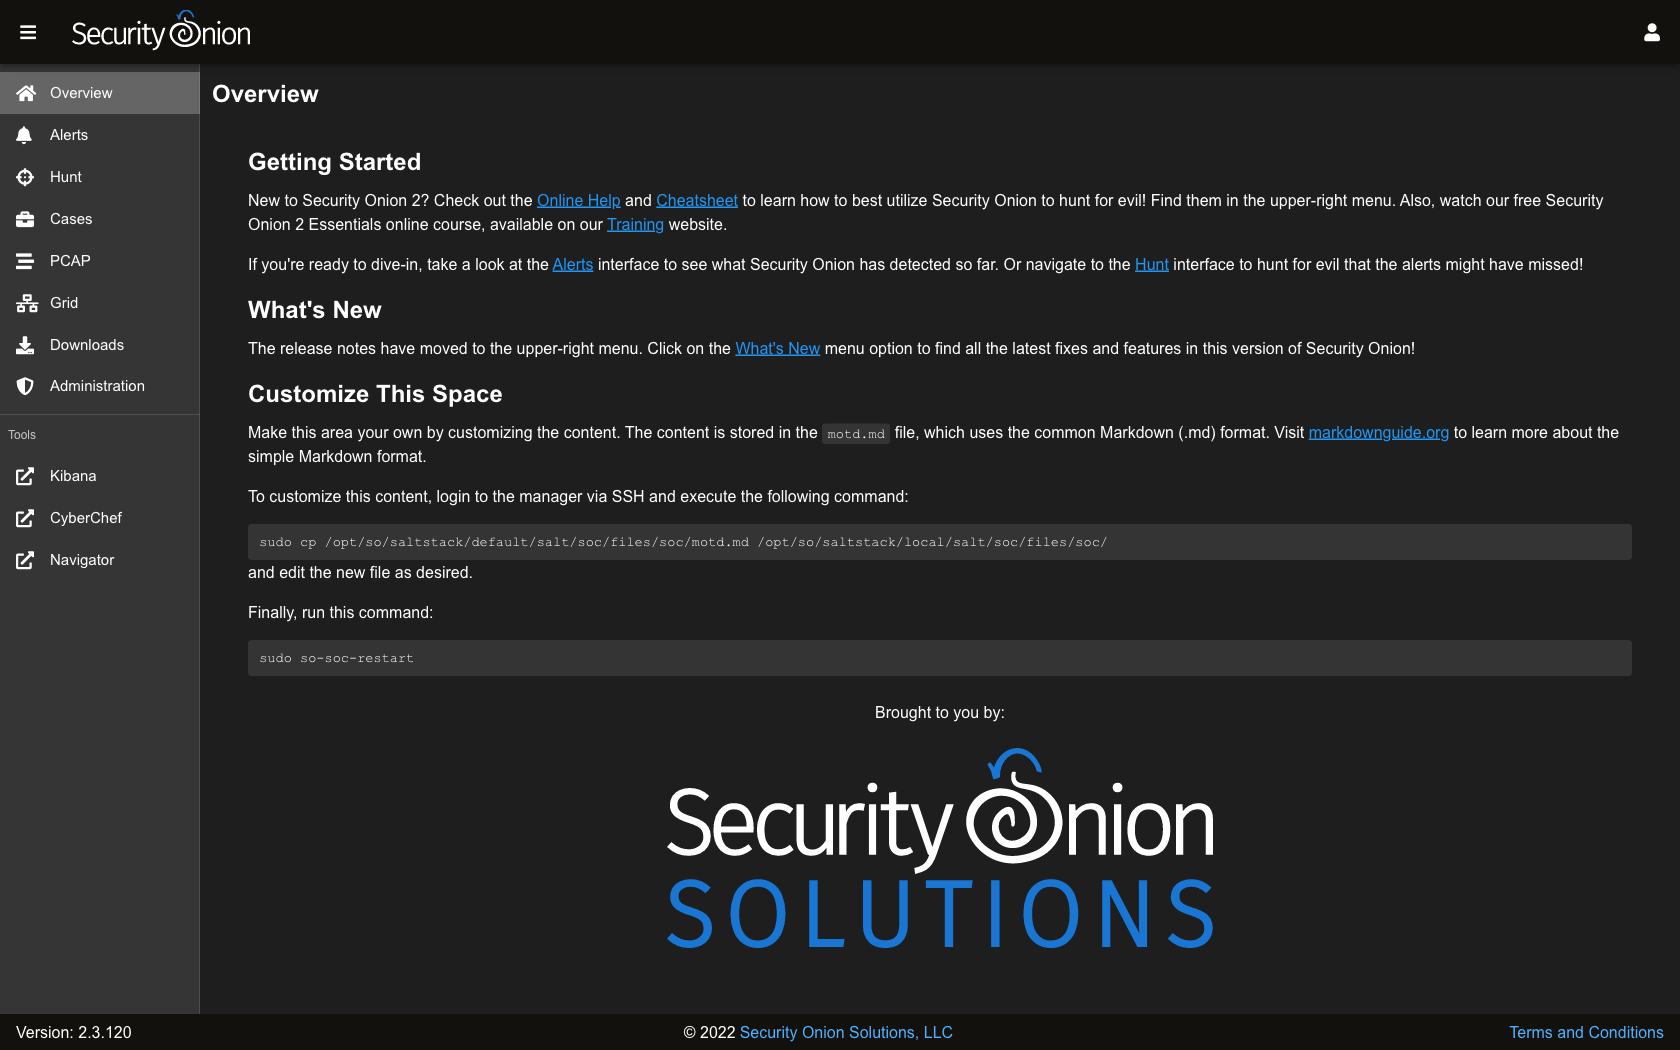 Security Onion
Overview
Alerts
Hunt
Cases
PCAP
Grid
Downloads
Administration
Tools
Kibana
CyberChef
Navigator
Overview
Getting Started
New to Security Onion 2? Check out the Online Help and Cheatsheet to learn how to best utilize Security Onion to hunt for evil! Find them in the upper-right menu. Also, watch our free Security
Onion 2 Essentials online course, available on our Training website.
If you're ready to dive-in, take a look at the Alerts interface to see what Security Onion has detected so far. Or navigate to the Hunt interface to hunt for evil that the alerts might have missed!
What's New
The release notes have moved to the upper-right menu. Click on the What's New menu option to find all the latest fixes and features in this version of Security Onion!
Customize This Space
Make this area your own by customizing the content. The content is stored in the motd.md file, which uses the common Markdown (.md) format. Visit markdownguide.org to learn more about the
simple Markdown format.
To customize this content, login to the manager via SSH and execute the following command:
sudo cp /opt/so/saltstack/default/salt/soc/files/soc/motd.md /opt/so/saltstack/local/salt/soc/files/soc/
and edit the new file as desired.
Finally, run this command:
sudo so-soc-restart
Brought to you by:
Security Onion
SOLUTIONS
Version: 2.3.120
© 2022 Security Onion Solutions, LLC
Terms and Conditions